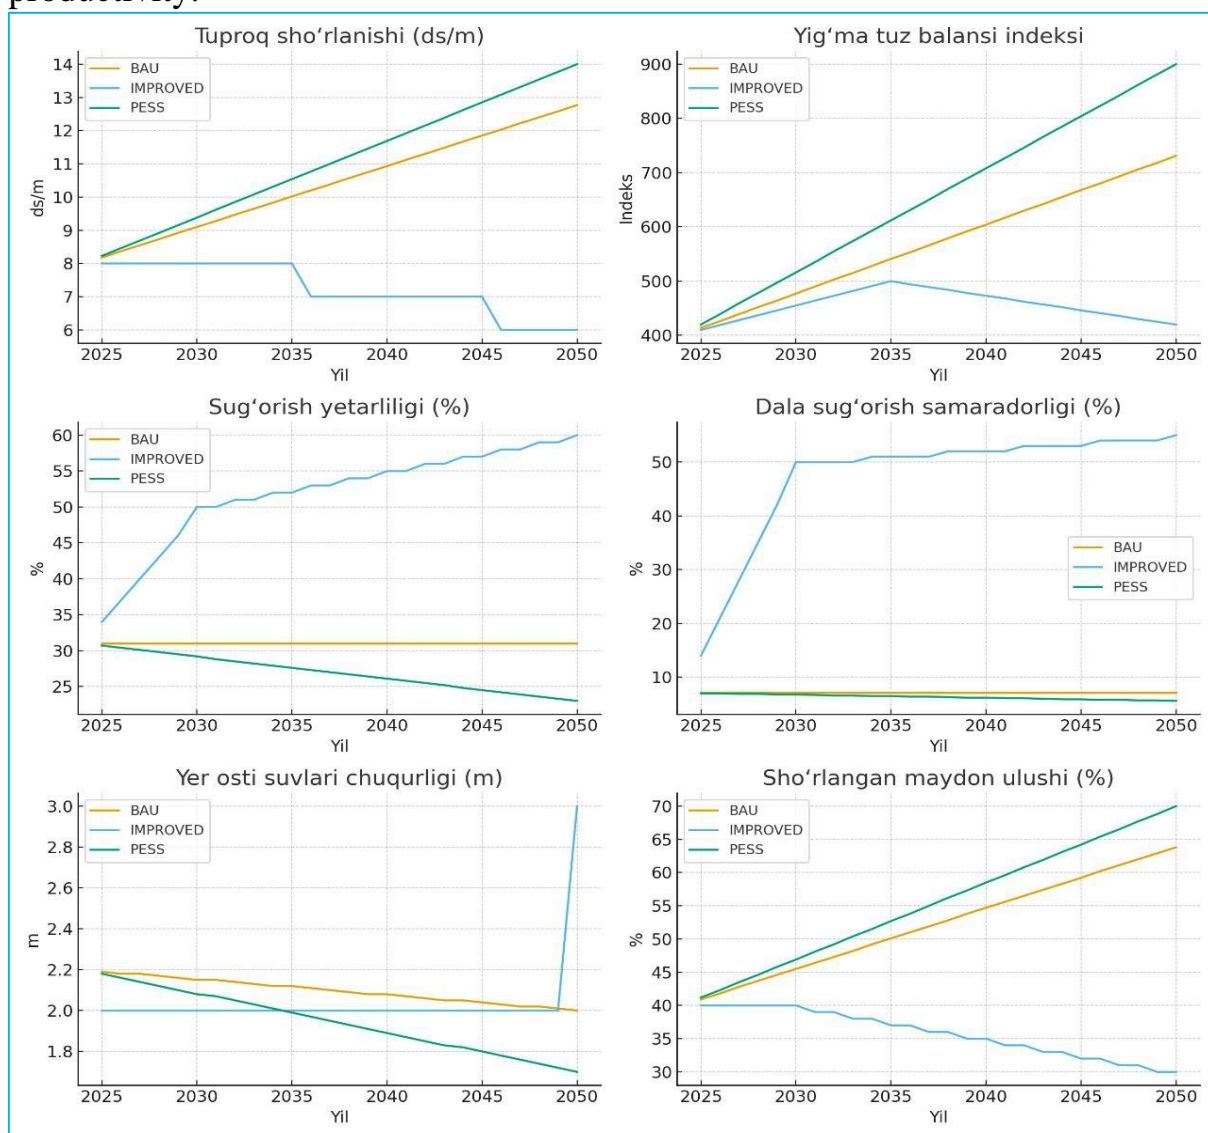 productivity.
Tuproq sho‘rlanishi (ds/m)
14
13
12
11
10
9
8
7
6
ds/m
BAU
IMPROVED
PESS
2025 2030 2035 2040 2045 2050
Yil
Yig‘ma tuz balansi indeksi
900
800
700
600
500
400
Indeks
BAU
IMPROVED
PESS
2025 2030 2035 2040 2045 2050
Yil
Sug‘orish yetarliligi (%)
60
55
50
45
40
35
30
25
%
BAU
IMPROVED
PESS
2025 2030 2035 2040 2045 2050
Yil
Dala sug‘orish samaradorligi (%)
50
40
30
20
10
%
BAU
IMPROVED
PESS
2025 2030 2035 2040 2045 2050
Yil
Yer osti suvlari chuqurligi (m)
3.0
2.8
2.6
2.4
2.2
2.0
1.8
m
BAU
IMPROVED
PESS
2025 2030 2035 2040 2045 2050
Yil
Sho‘rlangan maydon ulushi (%)
70
65
60
55
50
45
40
35
30
%
BAU
IMPROVED
PESS
2025 2030 2035 2040 2045 2050
Yil